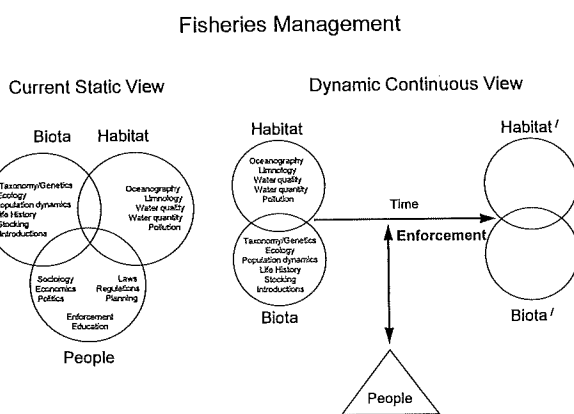 Fisheries Management
Current Static View
Biota
Habitat
Taxonomy/Genetics
Ecology
Population dynamics
Life History
Stocking
Introductions
Oceanography
Limnology
Water quality
Water quantity
Pollution
Sociology
Economics
Politics
Laws
Regulations
Planning
Enforcement
Education
People
Dynamic Continuous View
Habitat
Oceanography
Limnology
Water quality
Water quantity
Pollution
Taxonomy/Genetics
Ecology
Population dynamics
Life History
Stocking
Introductions
Biota
Time
Enforcement
People
Habitat /
Biota /